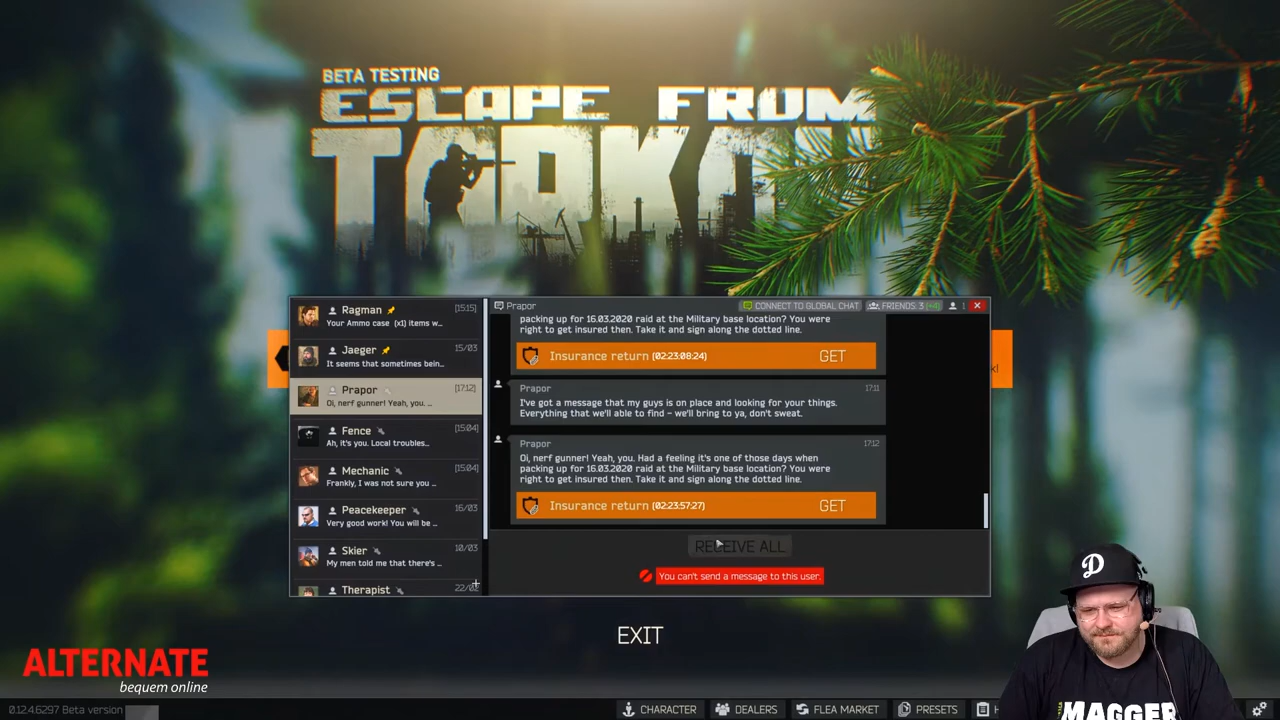 BETA TESTING
ESCAPE FROM
TARKOV
Ragman
[15:15]
Your Ammo case (x1) items w...
Jaeger
15/03
It seems that sometimes bein...
Prapor
[17:12]
Oi, nerf gunner! Yeah, you. ...
Fence
[15:04]
Ah, it's you. Local troubles...
Mechanic
[15:04]
Frankly, I was not sure you ...
Peacekeeper
16/03
Very good work! You will be ...
Skier
10/03
My men told me that there's ...
Therapist
Prapor
CONNECT TO GLOBAL CHAT
FRIENDS: 3 (+4)
1
packing up for 16.03.2020 raid at the Military base location? You were
right to get insured then. Take it and sign along the dotted line.
Insurance return (02:23:08:24)
GET
Prapor
17:11
I've got a message that my guys is on place and looking for your things.
Everything that we'll able to find – we'll bring to ya, don't sweat.
Prapor
17:12
Oi, nerf gunner! Yeah, you. Had a feeling it's one of those days when
packing up for 16.03.2020 raid at the Military base location? You were
right to get insured then. Take it and sign along the dotted line.
Insurance return (02:23:57:27)
GET
RECEIVE ALL
You can't send a message to this user.
EXIT
ALTERNATE
bequem online
0.12.4.6297 Beta version
CHARACTER
DEALERS
FLEA MARKET
PRESETS
H
D
MAGGER